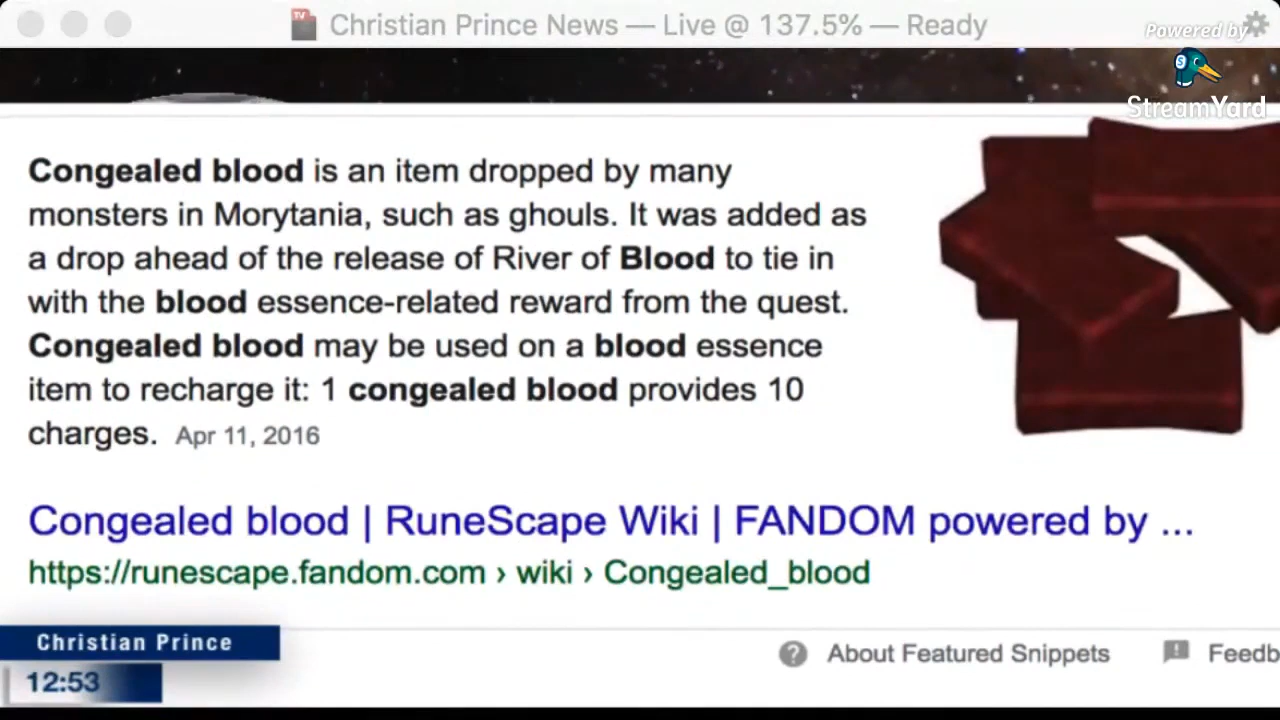 Christian Prince News — Live @ 137.5% — Ready
Powered by
StreamYard
Congealed blood is an item dropped by many
monsters in Morytania, such as ghouls. It was added as
a drop ahead of the release of River of Blood to tie in
with the blood essence-related reward from the quest.
Congealed blood may be used on a blood essence
item to recharge it: 1 congealed blood provides 10
charges. Apr 11, 2016
Congealed blood | RuneScape Wiki | FANDOM powered by ...
https://runescape.fandom.com › wiki › Congealed_blood
Christian Prince
12:53
About Featured Snippets
Feedb